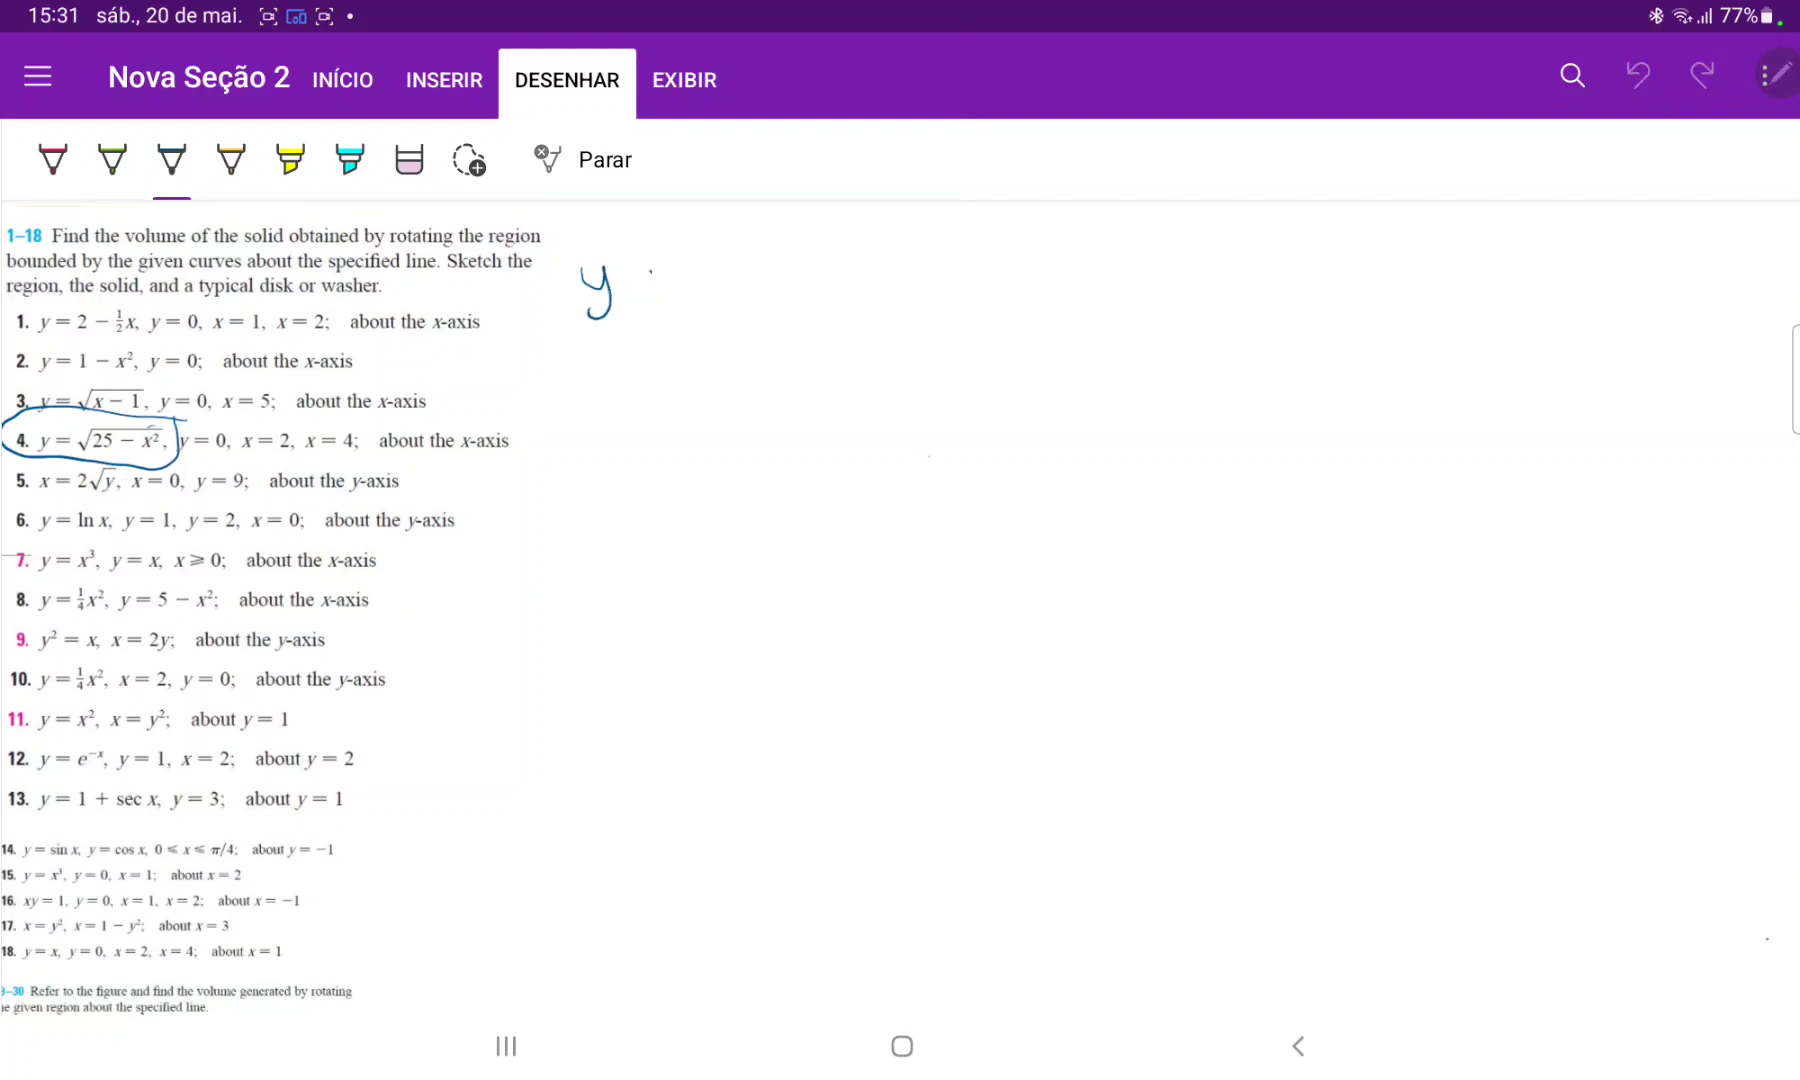 15:31 sáb., 20 de mai. • 77%
Nova Seção 2 INÍCIO INSERIR DESENHAR EXIBIR
Parar
1–18 Find the volume of the solid obtained by rotating the region
bounded by the given curves about the specified line. Sketch the
region, the solid, and a typical disk or washer.
y
1. y = 2 − ½x, y = 0, x = 1, x = 2; about the x-axis
2. y = 1 − x², y = 0; about the x-axis
3. y = √(x − 1), y = 0, x = 5; about the x-axis
4. y = √(25 − x²), y = 0, x = 2, x = 4; about the x-axis
5. x = 2√y, x = 0, y = 9; about the y-axis
6. y = ln x, y = 1, y = 2, x = 0; about the y-axis
7. y = x³, y = x, x ⩾ 0; about the x-axis
8. y = ¼x², y = 5 − x²; about the x-axis
9. y² = x, x = 2y; about the y-axis
10. y = ¼x², x = 2, y = 0; about the y-axis
11. y = x², x = y²; about y = 1
12. y = e⁻ˣ, y = 1, x = 2; about y = 2
13. y = 1 + sec x, y = 3; about y = 1
14. y = sin x, y = cos x, 0 ⩽ x ⩽ π/4; about y = −1
15. y = x³, y = 0, x = 1; about x = 2
16. xy = 1, y = 0, x = 1, x = 2; about x = −1
17. x = y², x = 1 − y²; about x = 3
18. y = x, y = 0, x = 2, x = 4; about x = 1
–30 Refer to the figure and find the volume generated by rotating
e given region about the specified line.